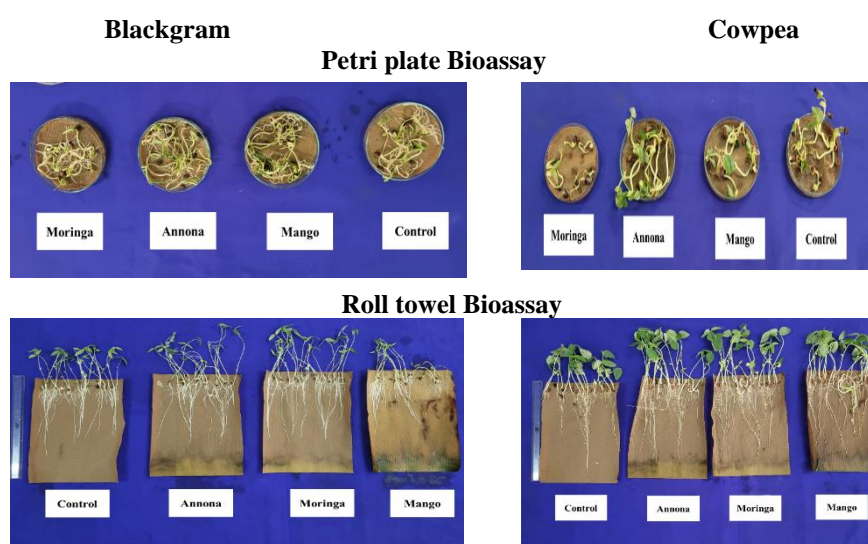 Blackgram Cowpea
Petri plate Bioassay
Moringa Annona Mango Control
Moringa Annona Mango Control
Roll towel Bioassay
Control Annona Moringa Mango
Control Annona Moringa Mango